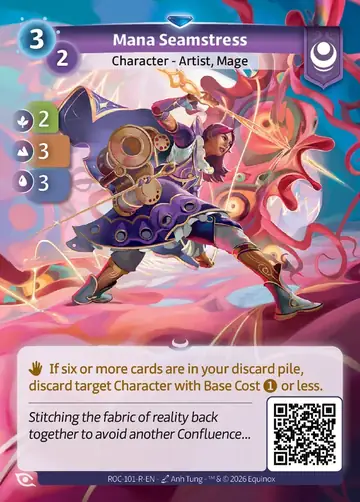 3
Mana Seamstress
2
Character - Artist, Mage
2
3
3
If six or more cards are in your discard pile,
discard target Character with Base Cost 1 or less.
Stitching the fabric of reality back
together to avoid another Confluence...
ROC-101-R-EN - Anh Tung - ™ & © 2026 Equinox